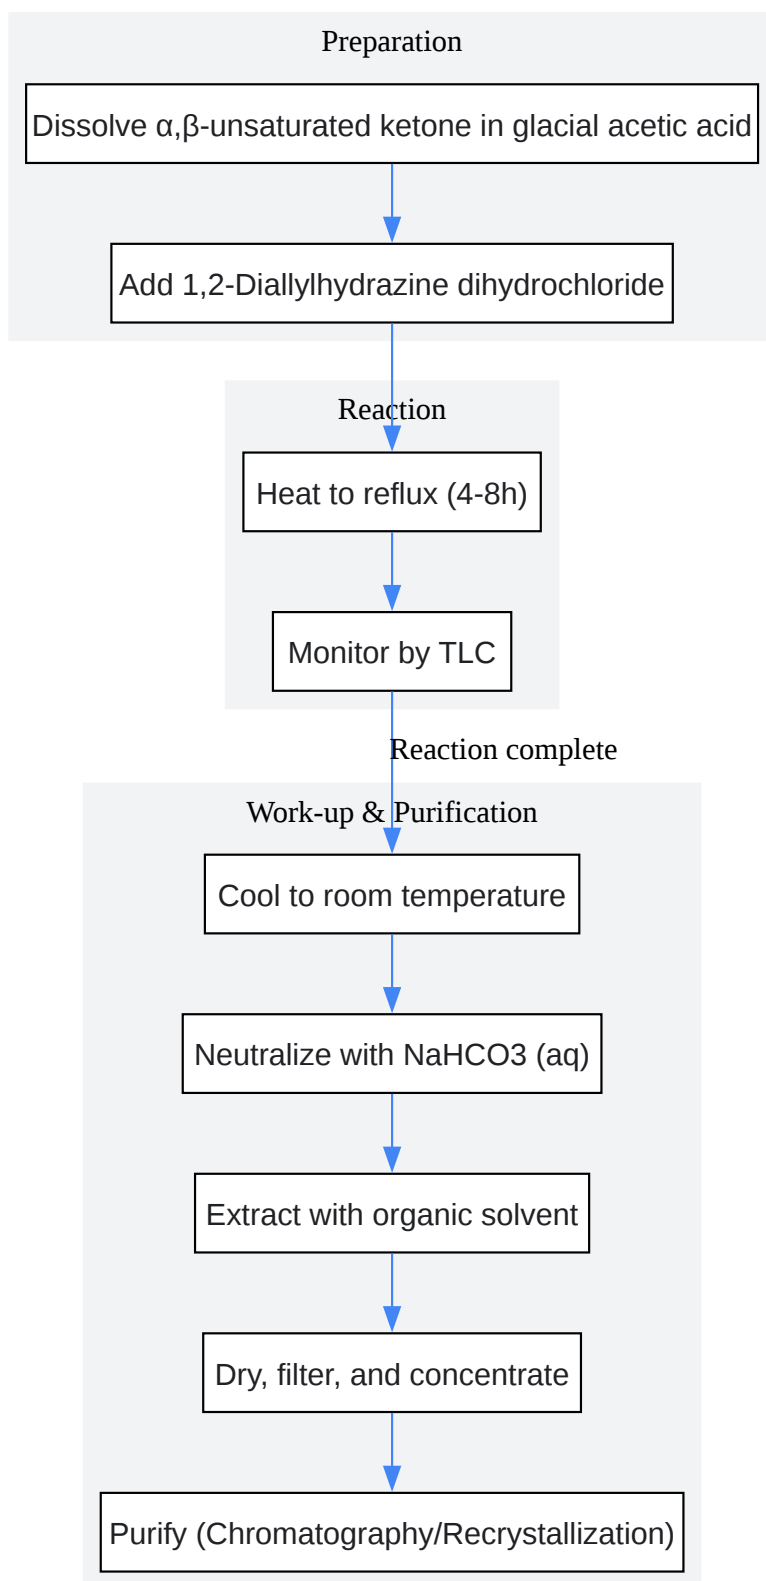 Preparation
Dissolve α,β-unsaturated ketone in glacial acetic acid
Add 1,2-Diallylhydrazine dihydrochloride
Reaction
Heat to reflux (4-8h)
Monitor by TLC
Reaction complete
Work-up & Purification
Cool to room temperature
Neutralize with NaHCO3 (aq)
Extract with organic solvent
Dry, filter, and concentrate
Purify (Chromatography/Recrystallization)